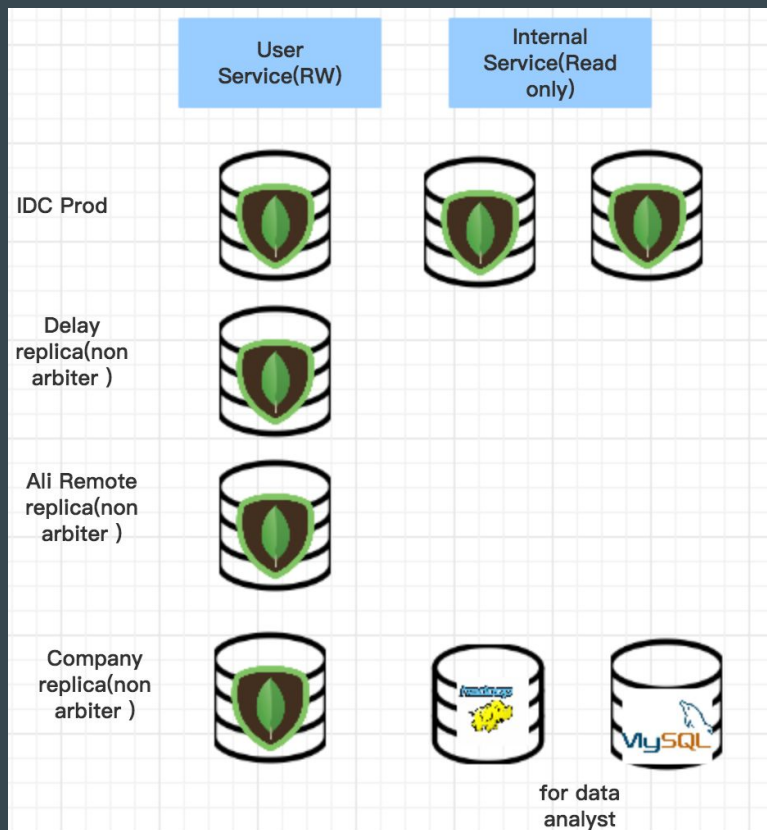 User
Service(RW)
Internal
Service(Read
only)
IDC Prod
Delay
replica(non
arbiter )
Ali Remote
replica(non
arbiter )
Company
replica(non
arbiter )
MySQL
for data
analyst